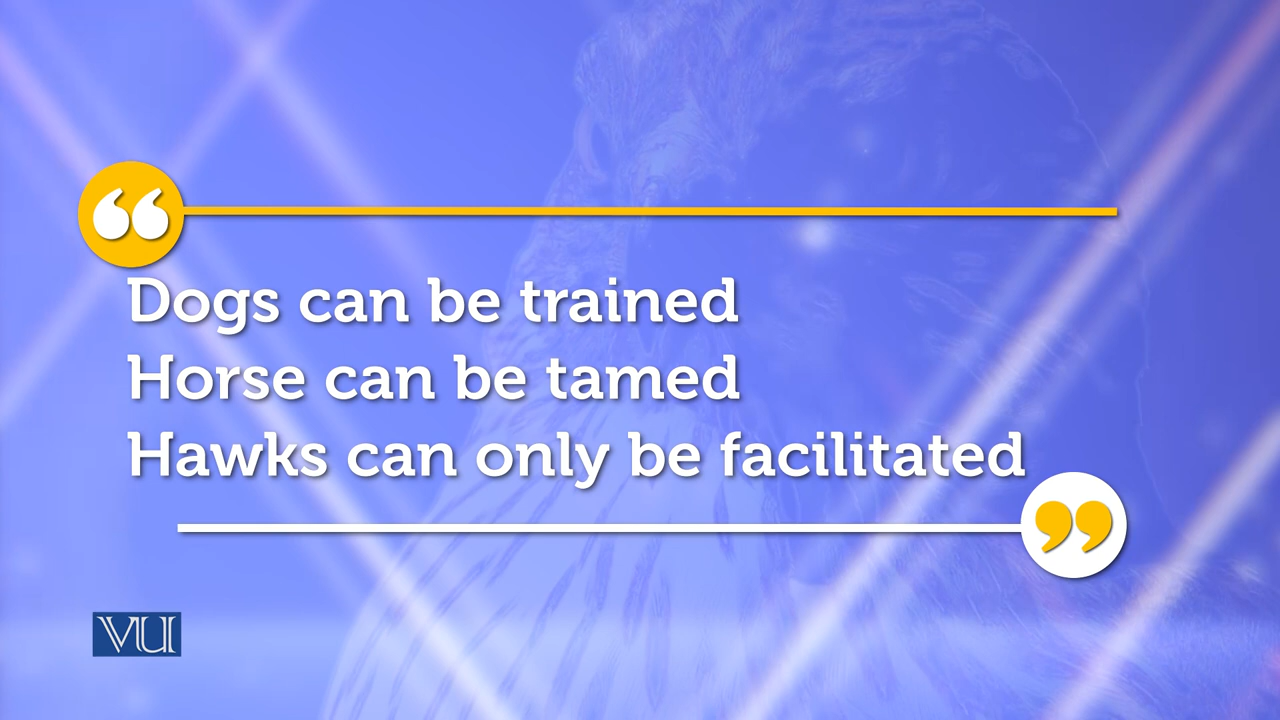 “
Dogs can be trained
Horse can be tamed
Hawks can only be facilitated
”
VU